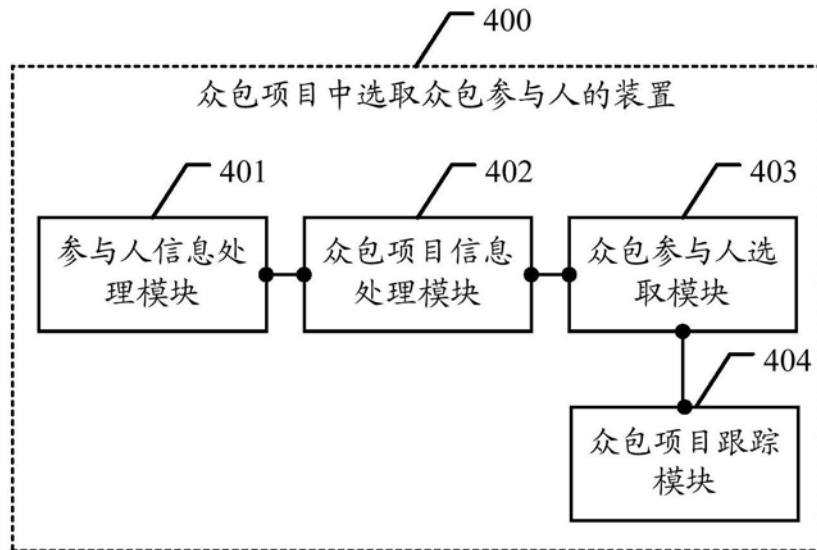 400
众包项目中选取众包参与人的装置
401
参与人信息处
理模块
402
众包项目信息
处理模块
403
众包参与人选
取模块
404
众包项目跟踪
模块